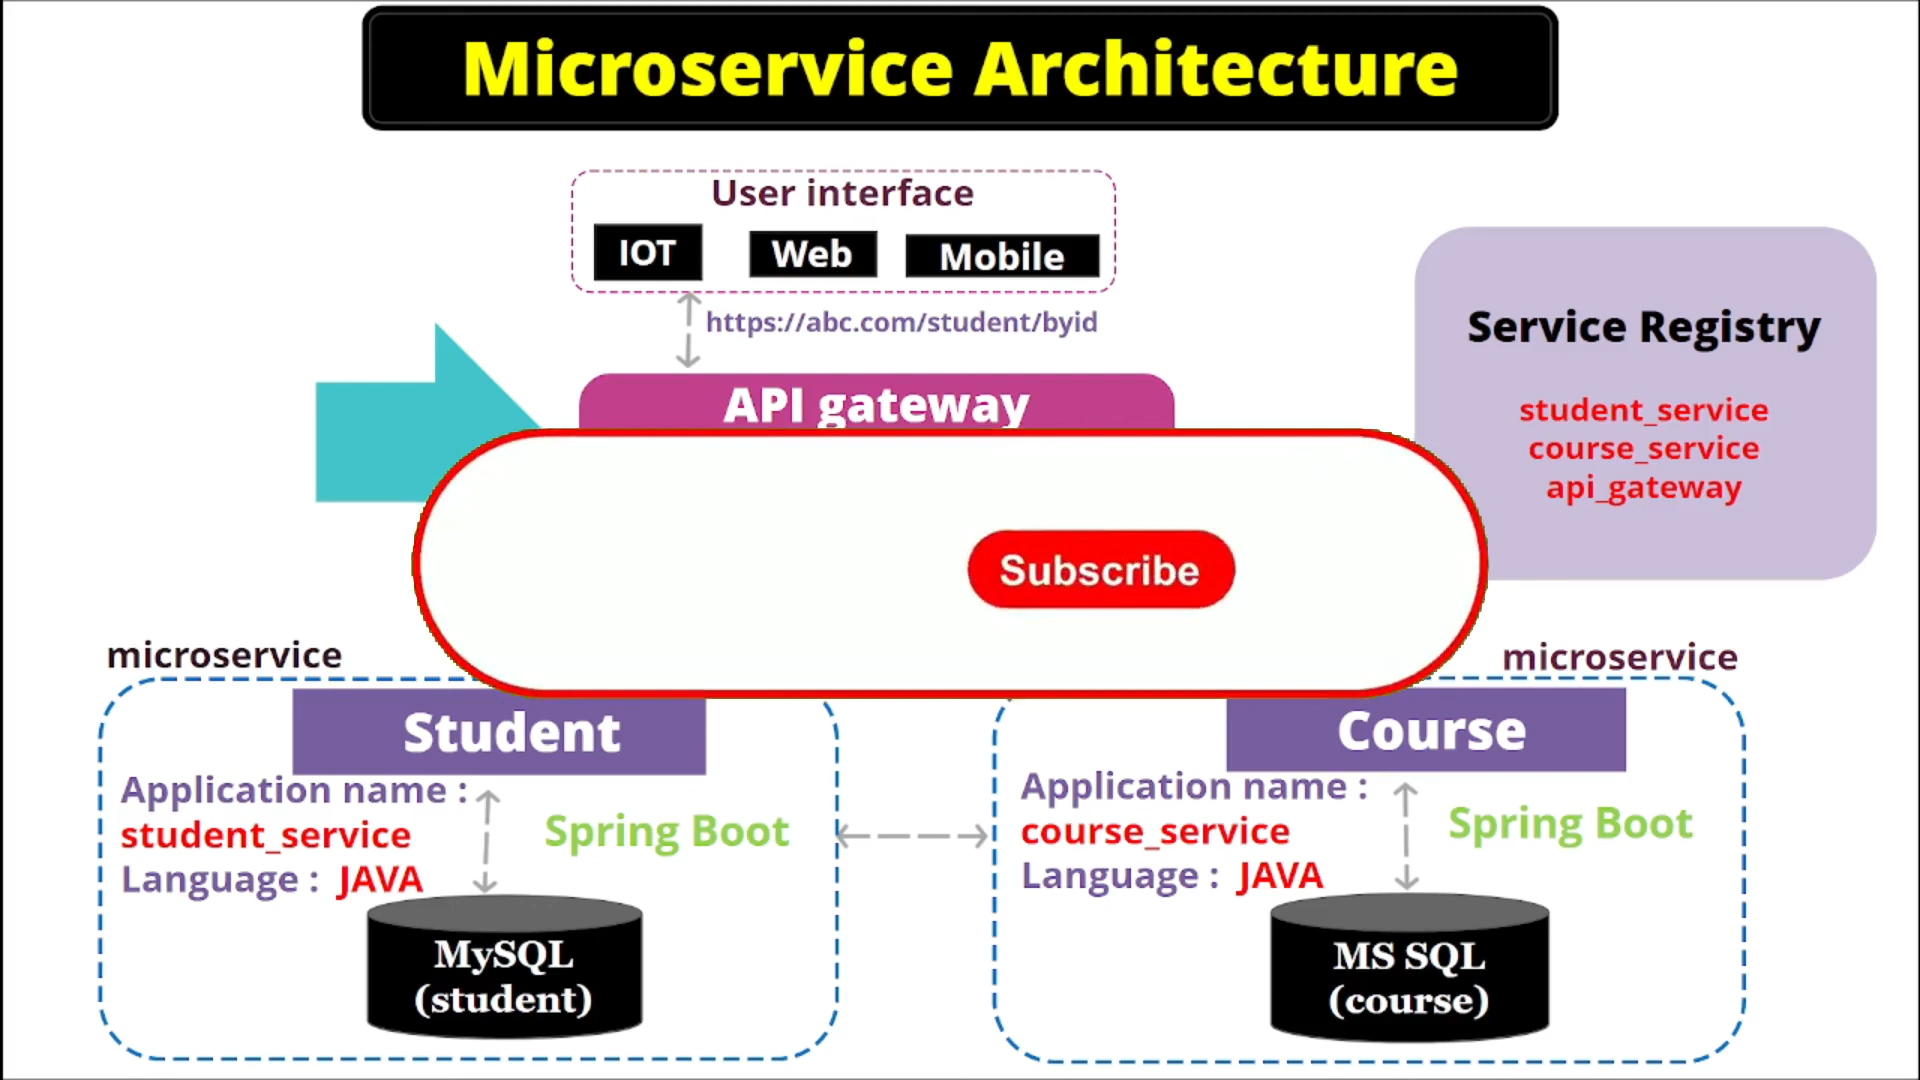 Microservice Architecture
User interface
IOT
Web
Mobile
https://abc.com/student/byid
API gateway
Service Registry
student_service
course_service
api_gateway
Subscribe
microservice
Student
Application name :
student_service
Language : JAVA
Spring Boot
MySQL
(student)
microservice
Course
Application name :
course_service
Language : JAVA
Spring Boot
MS SQL
(course)